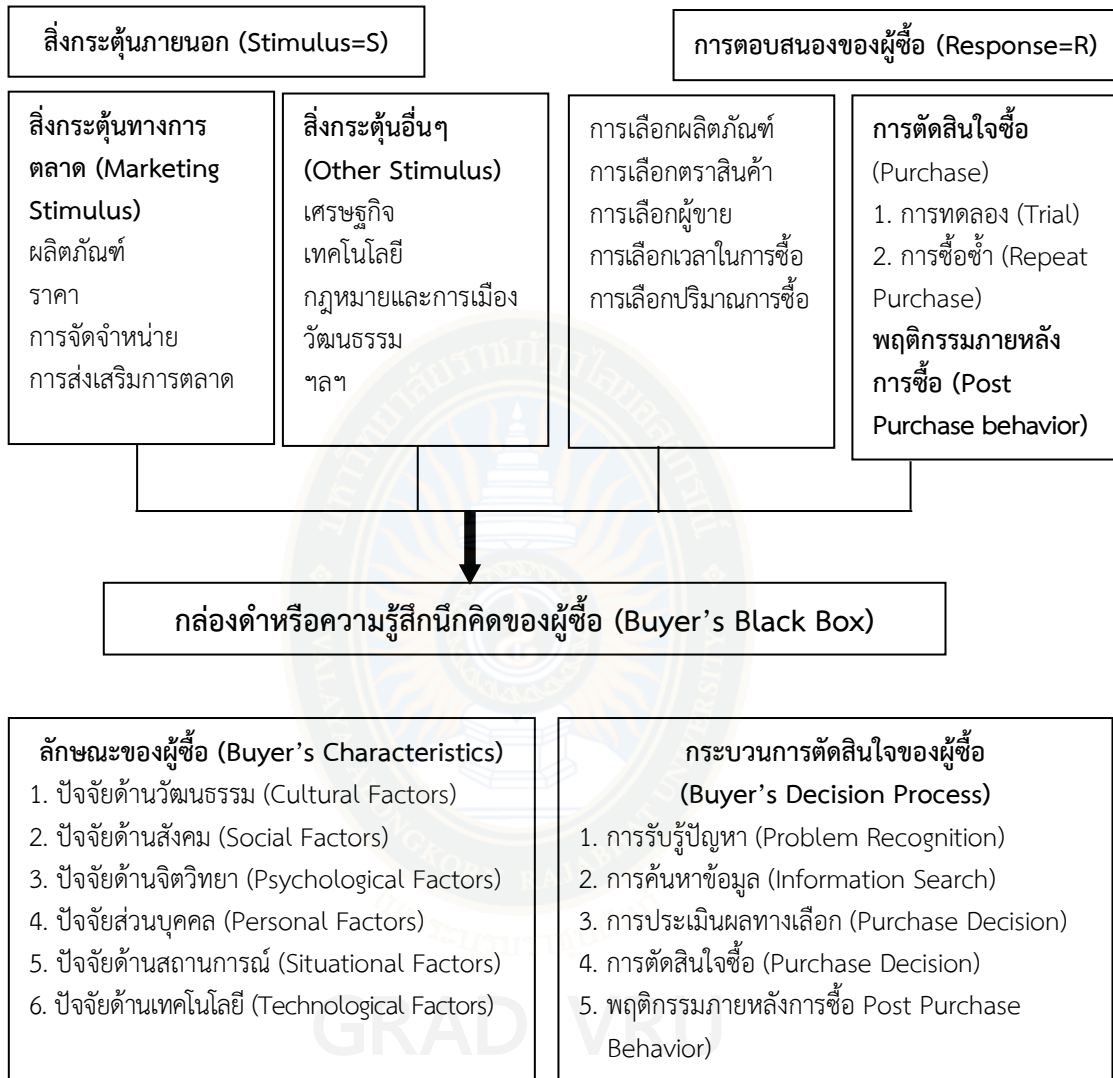 สิ่งกระตุ้นภายนอก (Stimulus=S)
การตอบสนองของผู้ซื้อ (Response=R)
สิ่งกระตุ้นทางการ
ตลาด (Marketing
Stimulus)
ผลิตภัณฑ์
ราคา
การจัดจำหน่าย
การส่งเสริมการตลาด
สิ่งกระตุ้นอื่นๆ
(Other Stimulus)
เศรษฐกิจ
เทคโนโลยี
กฎหมายและการเมือง
วัฒนธรรม
ฯลฯ
การเลือกผลิตภัณฑ์
การเลือกตราสินค้า
การเลือกผู้ขาย
การเลือกเวลาในการซื้อ
การเลือกปริมาณการซื้อ
การตัดสินใจซื้อ
(Purchase)
1. การทดลอง (Trial)
2. การซื้อซ้ำ (Repeat
Purchase)
พฤติกรรมภายหลัง
การซื้อ (Post
Purchase behavior)
กล่องดำหรือความรู้สึกนึกคิดของผู้ซื้อ (Buyer’s Black Box)
ลักษณะของผู้ซื้อ (Buyer’s Characteristics)
1. ปัจจัยด้านวัฒนธรรม (Cultural Factors)
2. ปัจจัยด้านสังคม (Social Factors)
3. ปัจจัยด้านจิตวิทยา (Psychological Factors)
4. ปัจจัยส่วนบุคคล (Personal Factors)
5. ปัจจัยด้านสถานการณ์ (Situational Factors)
6. ปัจจัยด้านเทคโนโลยี (Technological Factors)
กระบวนการตัดสินใจของผู้ซื้อ
(Buyer’s Decision Process)
1. การรับรู้ปัญหา (Problem Recognition)
2. การค้นหาข้อมูล (Information Search)
3. การประเมินผลทางเลือก (Purchase Decision)
4. การตัดสินใจซื้อ (Purchase Decision)
5. พฤติกรรมภายหลังการซื้อ Post Purchase
Behavior)
GRAD VRU